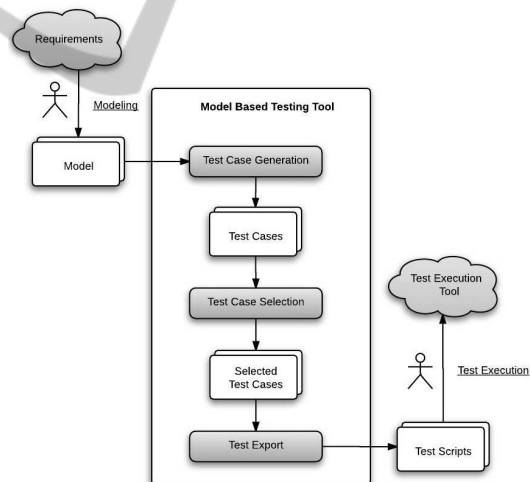 Requirements
Modeling
Model Based Testing Tool
Model
Test Case Generation
Test Cases
Test Case Selection
Test Execution
Tool
Selected
Test Cases
Test Execution
Test Export
Test Scripts